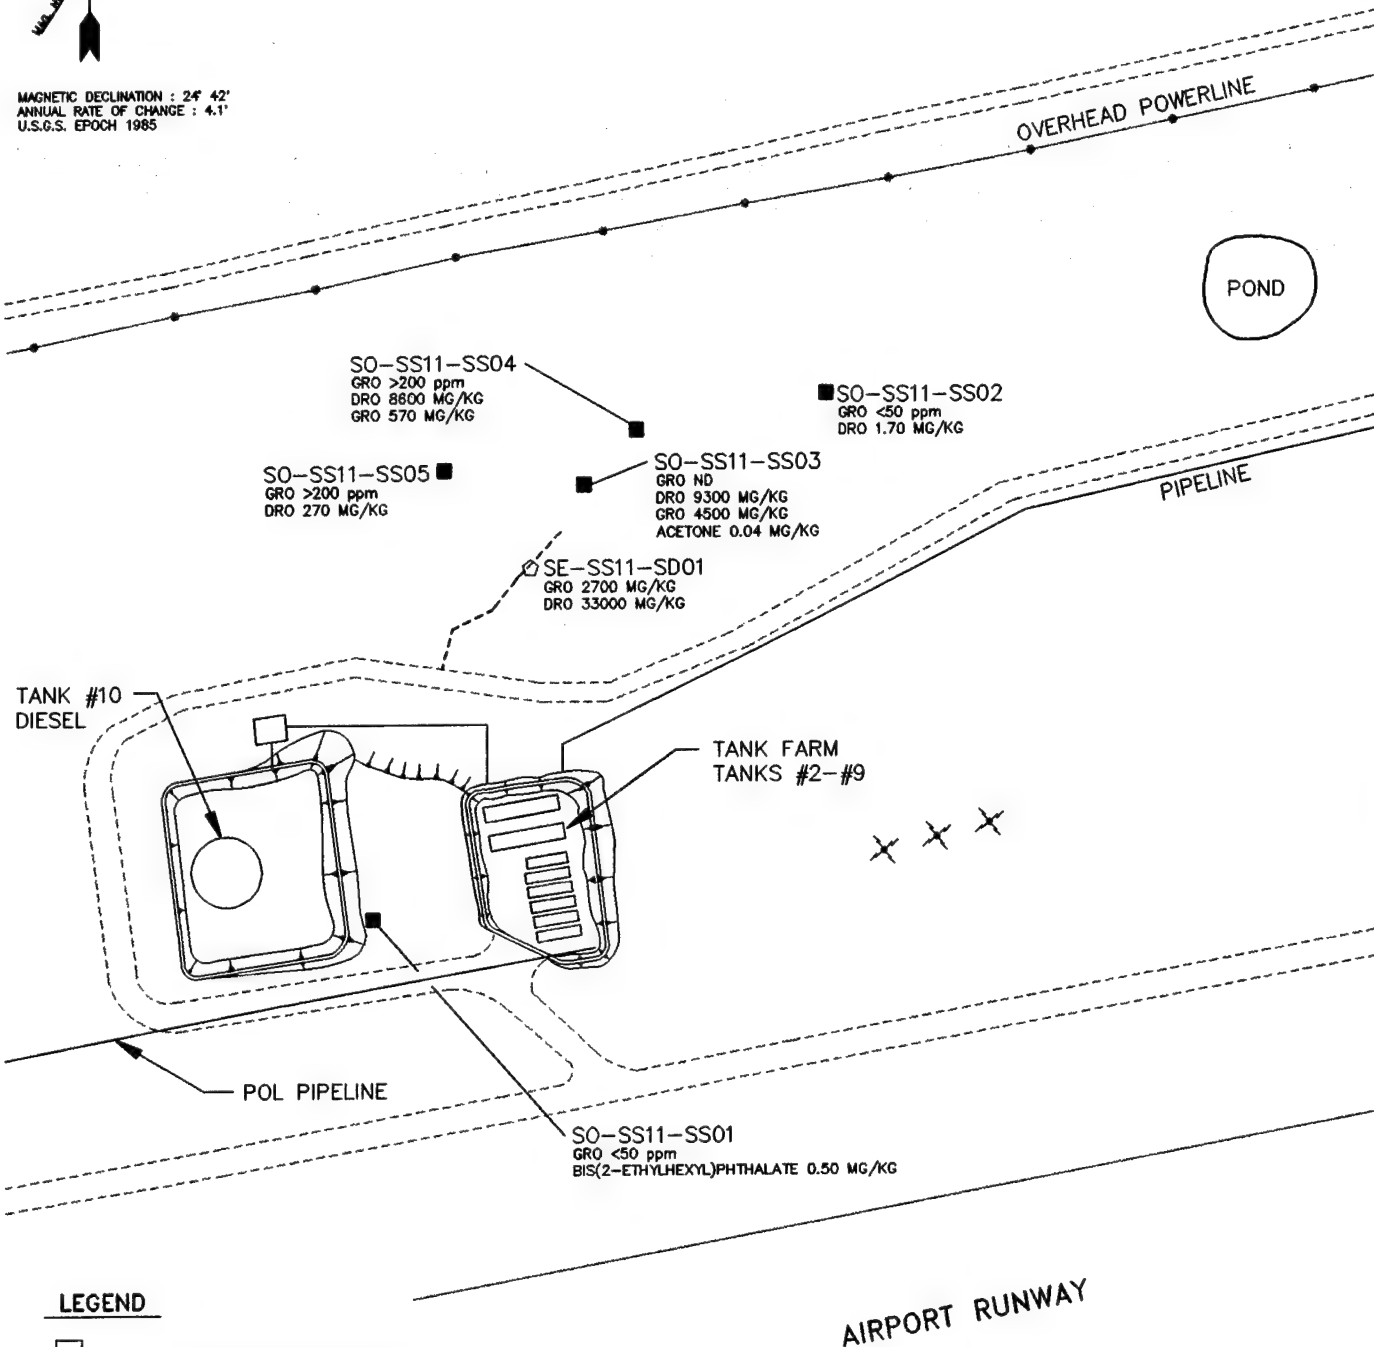 MAGNETIC DECLINATION : 24° 42'
ANNUAL RATE OF CHANGE : 4.1'
U.S.G.S. EPOCH 1985
OVERHEAD POWERLINE
POND
SO-SS11-SS04
GRO >200 ppm
DRO 8600 MG/KG
GRO 570 MG/KG
SO-SS11-SS02
GRO <50 ppm
DRO 1.70 MG/KG
SO-SS11-SS05
GRO >200 ppm
DRO 270 MG/KG
SO-SS11-SS03
GRO ND
DRO 9300 MG/KG
GRO 4500 MG/KG
ACETONE 0.04 MG/KG
PIPELINE
SE-SS11-SD01
GRO 2700 MG/KG
DRO 33000 MG/KG
TANK #10
DIESEL
TANK FARM
TANKS #2-#9
POL PIPELINE
SO-SS11-SS01
GRO <50 ppm
BIS(2-ETHYLHEXYL)PHTHALATE 0.50 MG/KG
LEGEND
AIRPORT RUNWAY